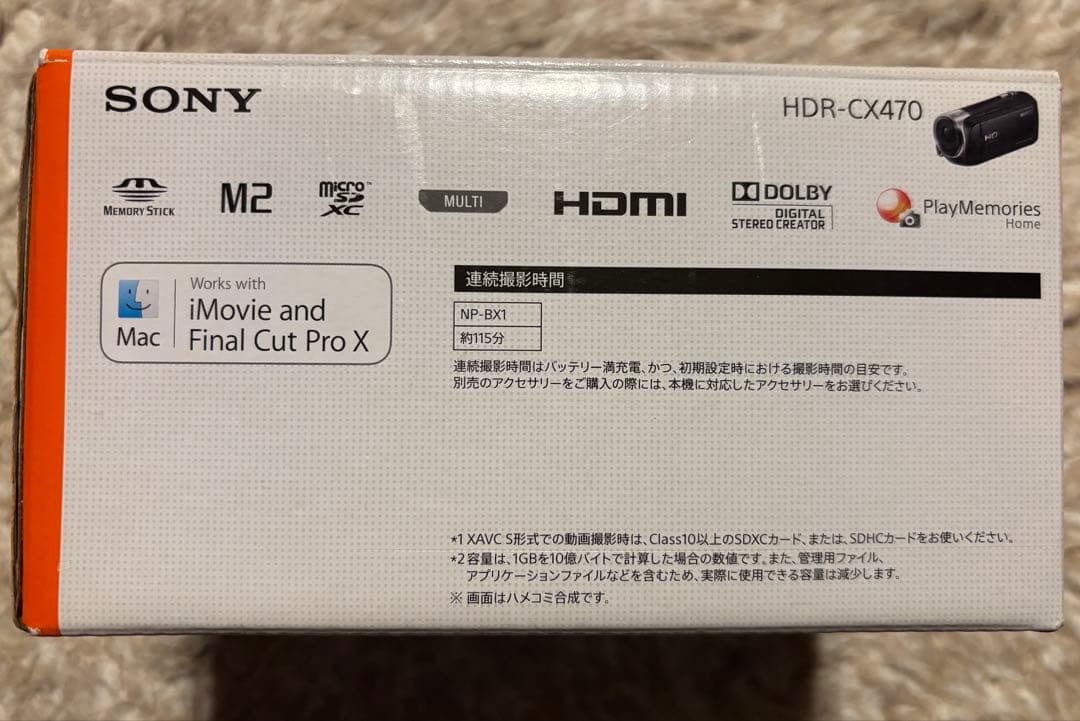 SONY
HDR-CX470
HD
MEMORY STICK
M2
micro SD XC™
MULTI
HDMI
DOLBY
DIGITAL
STEREO CREATOR
PlayMemories
Home
Mac
Works with
iMovie and
Final Cut Pro X
連続撮影時間
NP-BX1
約115分
連続撮影時間はバッテリー満充電、かつ、初期設定時における撮影時間の目安です。
別売のアクセサリーをご購入の際には、本機に対応したアクセサリーをお選びください。
*1 XAVC S形式での動画撮影時は、Class10以上のSDXCカード、または、SDHCカードをお使いください。
*2 容量は、1GBを10億バイトで計算した場合の数値です。また、管理用ファイル、
アプリケーションファイルなどを含むため、実際に使用できる容量は減少します。
※ 画面はハメコミ合成です。